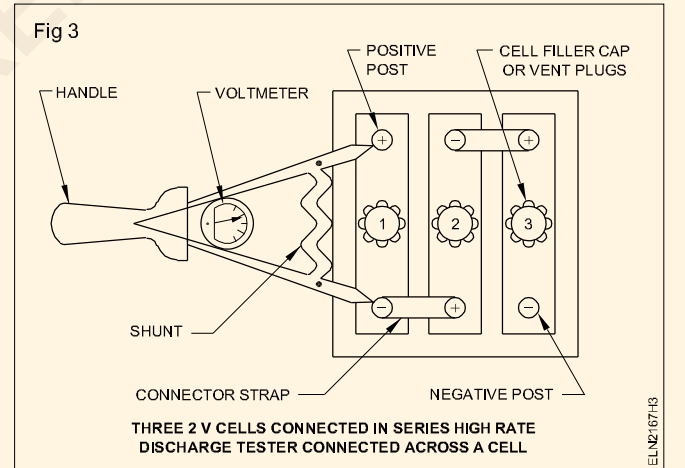 Fig 3
POSITIVE
POST
CELL FILLER CAP
OR VENT PLUGS
HANDLE
VOLTMETER
+
-
+
1
2
3
-
+
-
SHUNT
CONNECTOR STRAP
NEGATIVE POST
THREE 2 V CELLS CONNECTED IN SERIES HIGH RATE
DISCHARGE TESTER CONNECTED ACROSS A CELL
ELN2167H3